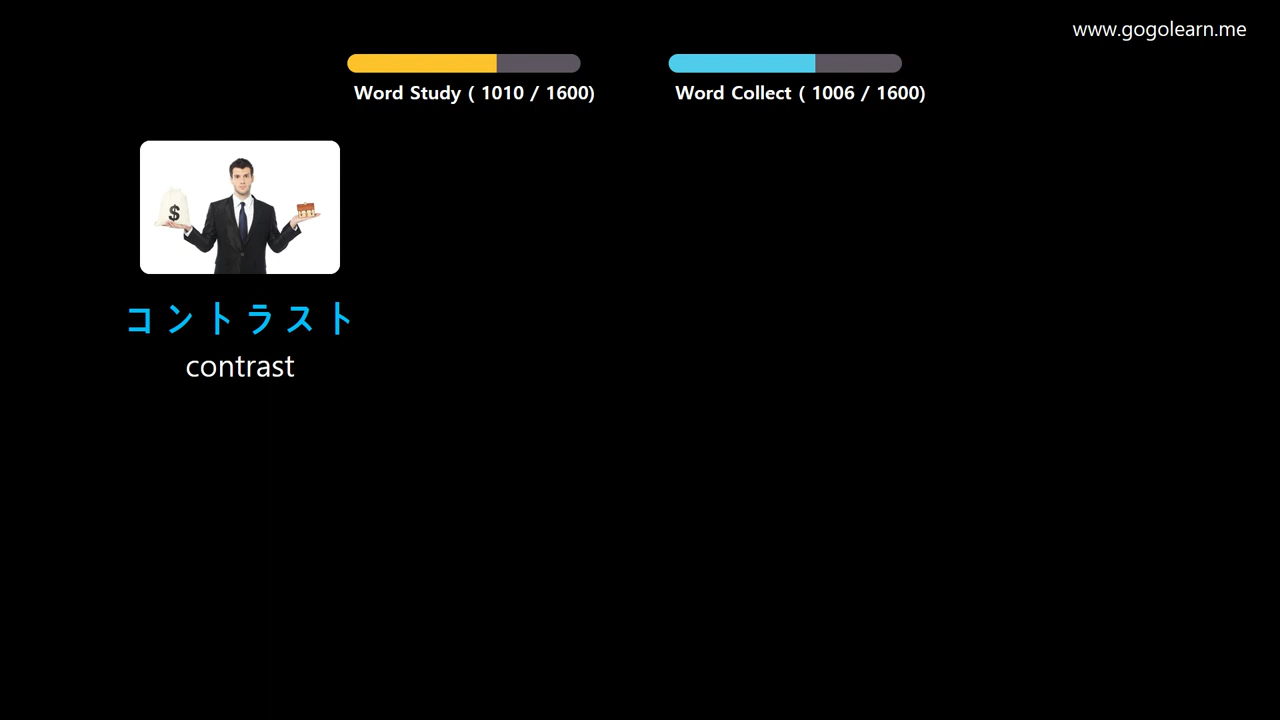 www.gogolearn.me
Word Study ( 1010 / 1600)
Word Collect ( 1006 / 1600)
$
コントラスト
contrast